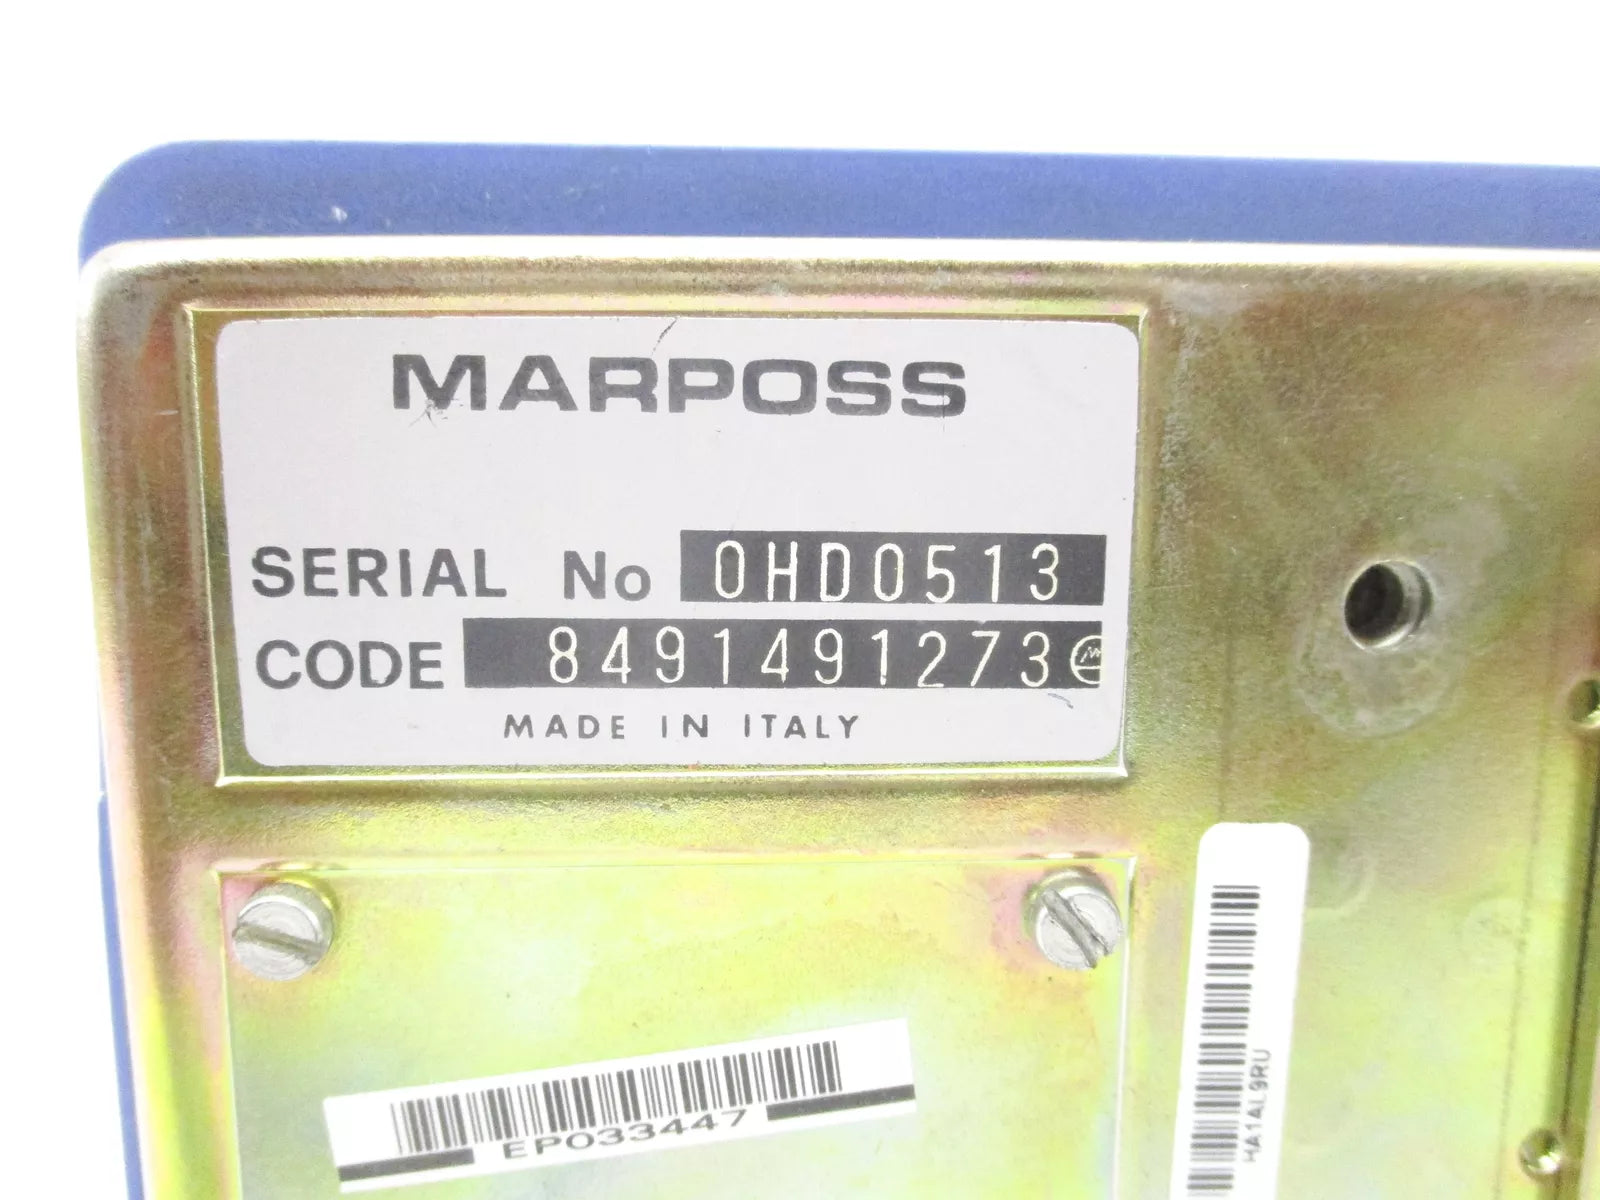 MARPOSS
SERIAL No 0HD0513
CODE 8491491273
MADE IN ITALY
EP033447
HA1AL9RU